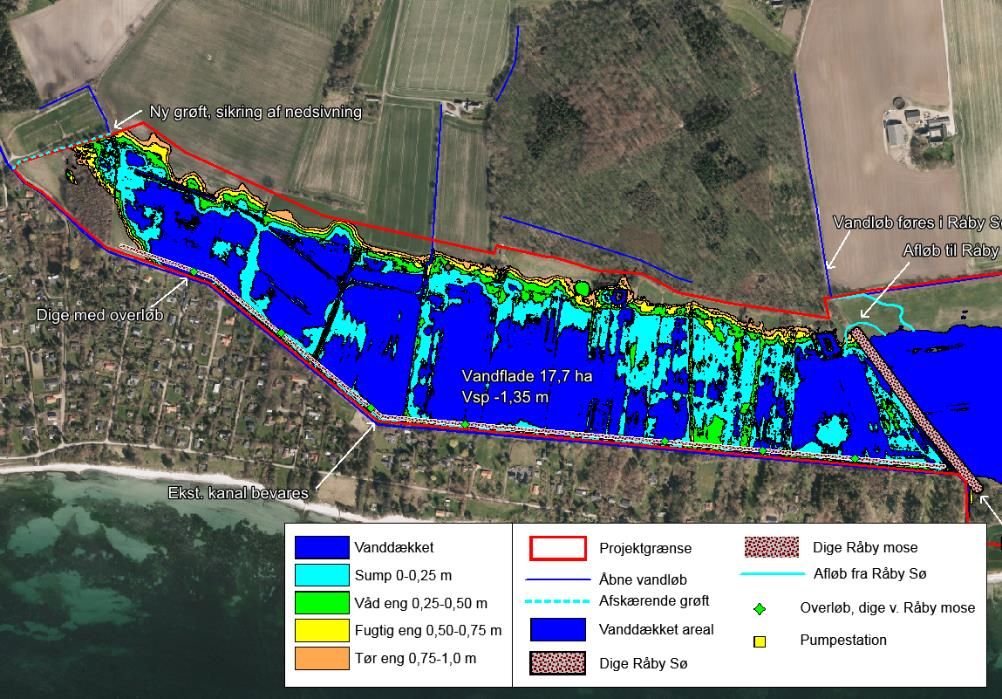 Ny grøft, sikring af nedsivning
Vandløb føres i Råby
Afløb til Råby
Dige med overløb
Vandflade 17,7 ha
Vsp -1,35 m
Ekst. kanal bevares
Vanddækket
Sump 0-0,25 m
Våd eng 0,25-0,50 m
Fugtig eng 0,50-0,75 m
Tør eng 0,75-1,0 m
Projektgrænse
Åbne vandløb
Afskærende grøft
Vanddækket areal
Dige Råby Sø
Dige Råby mose
Afløb fra Råby Sø
Overløb, dige v. Råby mose
Pumpestation